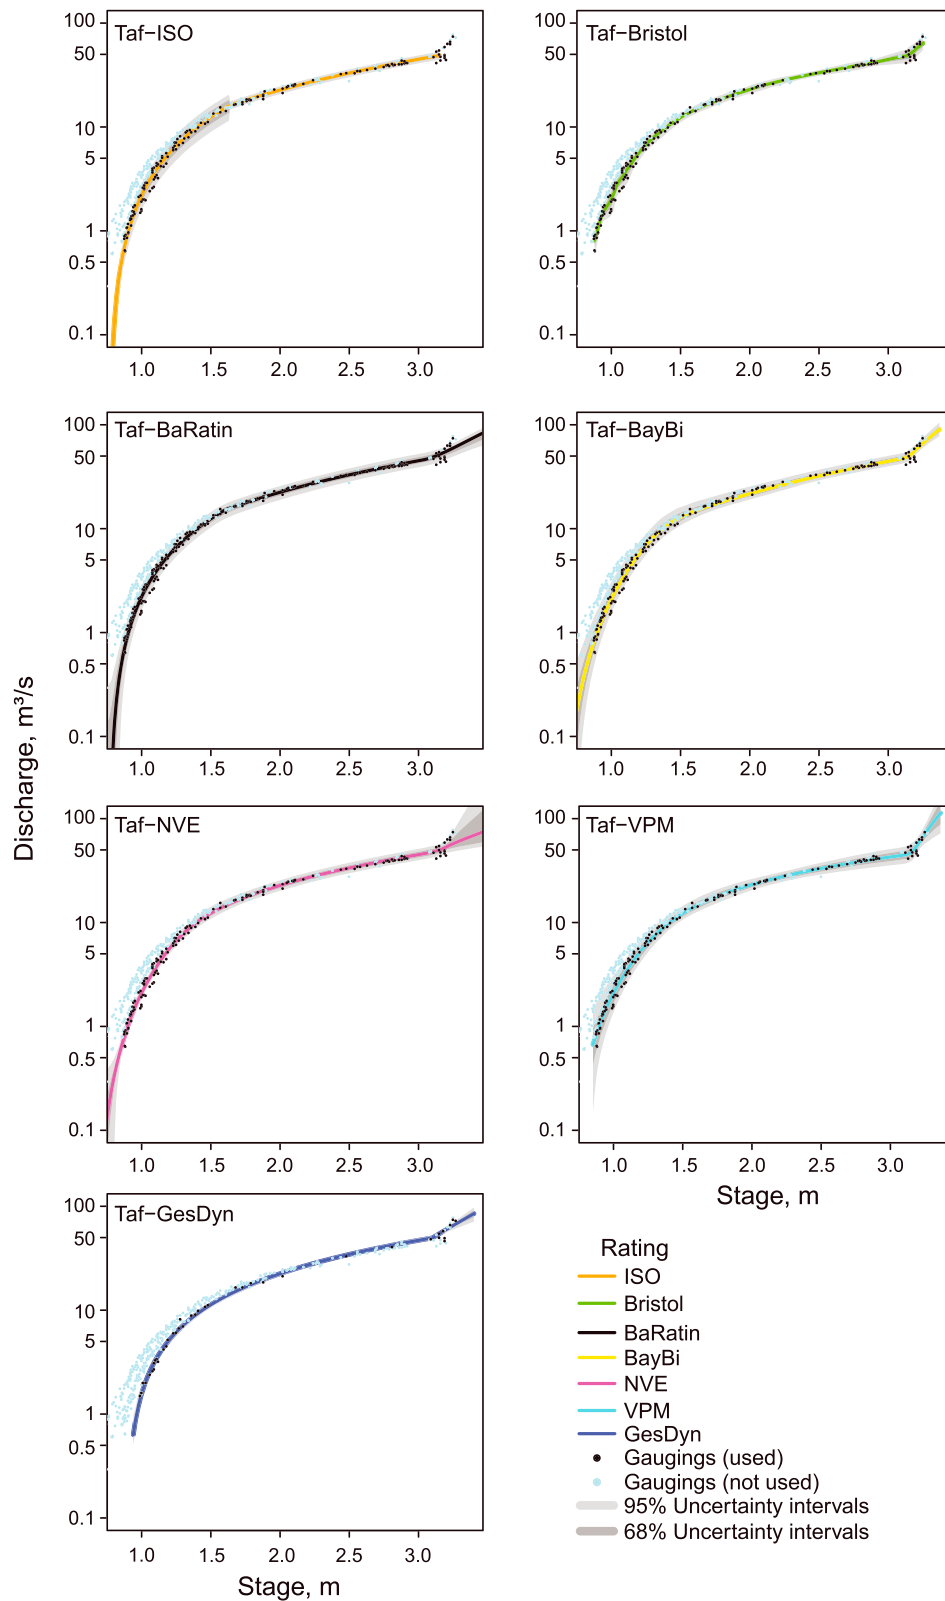 Taf−ISO
100
50
10
5
1
0.5
0.1
1.0 1.5 2.0 2.5 3.0
Taf−Bristol
100
50
10
5
1
0.5
0.1
1.0 1.5 2.0 2.5 3.0
Taf−BaRatin
100
50
10
5
1
0.5
0.1
1.0 1.5 2.0 2.5 3.0
Taf−BayBi
100
50
10
5
1
0.5
0.1
1.0 1.5 2.0 2.5 3.0
Discharge, m³/s
Taf−NVE
100
50
10
5
1
0.5
0.1
1.0 1.5 2.0 2.5 3.0
Taf−VPM
100
50
10
5
1
0.5
0.1
1.0 1.5 2.0 2.5 3.0
Stage, m
Taf−GesDyn
100
50
10
5
1
0.5
0.1
1.0 1.5 2.0 2.5 3.0
Stage, m
Rating
ISO
Bristol
BaRatin
BayBi
NVE
VPM
GesDyn
Gaugings (used)
Gaugings (not used)
95% Uncertainty intervals
68% Uncertainty intervals